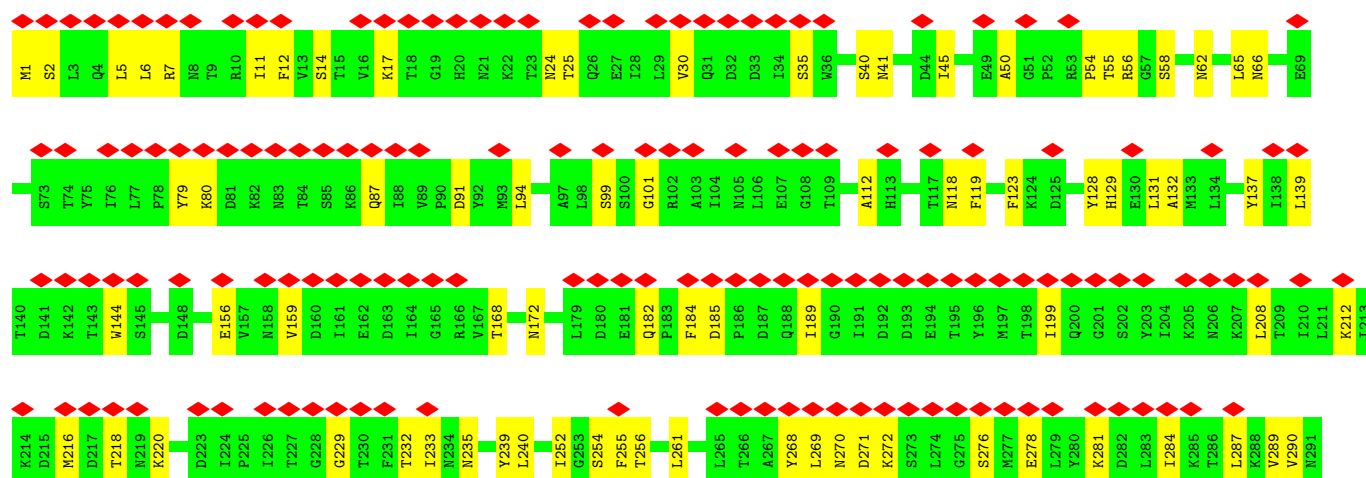 M1 S2 L3 Q4 L5 L6 R7 N8 T9 R10 I11 F12 V13 S14 T15 V16 K17 T18 G19 H20 N21 K22 T23 N24 T25 Q26 E27 I28 L29 V30 Q31 D32 D33 I34 S35 W36 S40 N41 D44 I45 E49 A50 G51 P52 R53 P54 T55 R56 G57 S58 N62 L65 N66 E69
S73 T74 Y75 I76 L77 P78 Y79 K80 D81 K82 N83 T84 S85 K86 Q87 I88 V89 P90 D91 Y92 M93 L94 A97 L98 S99 S100 G101 R102 A103 I104 N105 L106 E107 G108 T109 A112 H113 T117 N118 F119 F123 K124 D125 Y128 H129 E130 L131 A132 M133 L134 Y137 I138 L139
T140 D141 K142 T143 W144 S145 D148 E156 V157 N158 V159 D160 I161 E162 D163 I164 G165 R166 V167 T168 N172 L179 D180 E181 Q182 P183 F184 D185 P186 D187 Q188 I189 G190 I191 D192 D193 E194 T195 Y196 M197 T198 I199 Q200 G201 S202 Y203 I204 K205 N206 K207 L208 T209 I210 L211 K212
K214 D215 M216 D217 T218 N219 K220 D223 I224 P225 I226 T227 G228 G229 T230 F231 T232 I233 N234 N235 Y239 L240 I252 G253 S254 F255 T256 L261 L265 T266 A267 Y268 L269 N270 D271 K272 S273 L274 G275 S276 M277 E278 L279 Y280 K281 D282 L283 I284 K285 T286 L287 K288 V289 V290 N291